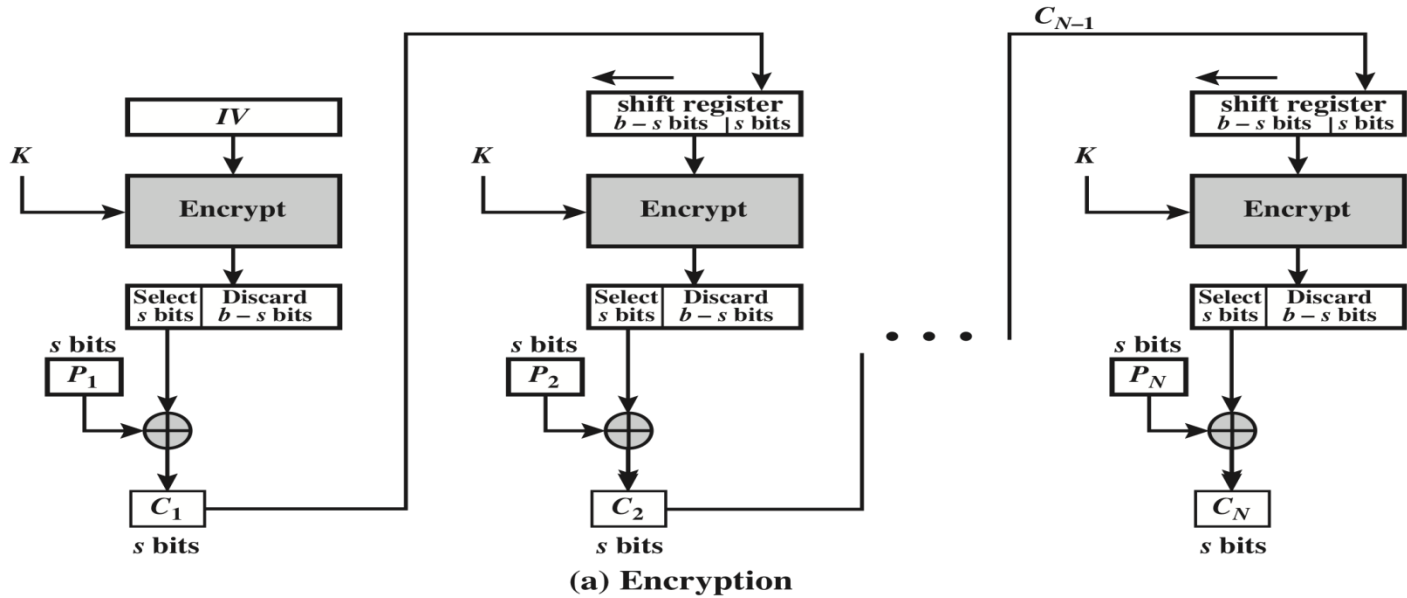 C_{N–1}
IV
K
Encrypt
Select Discard
s bits b – s bits
s bits
P_1
C_1
s bits
shift register
b – s bits s bits
K
Encrypt
Select Discard
s bits b – s bits
s bits
P_2
C_2
s bits
• • •
shift register
b – s bits s bits
K
Encrypt
Select Discard
s bits b – s bits
s bits
P_N
C_N
s bits
(a) Encryption